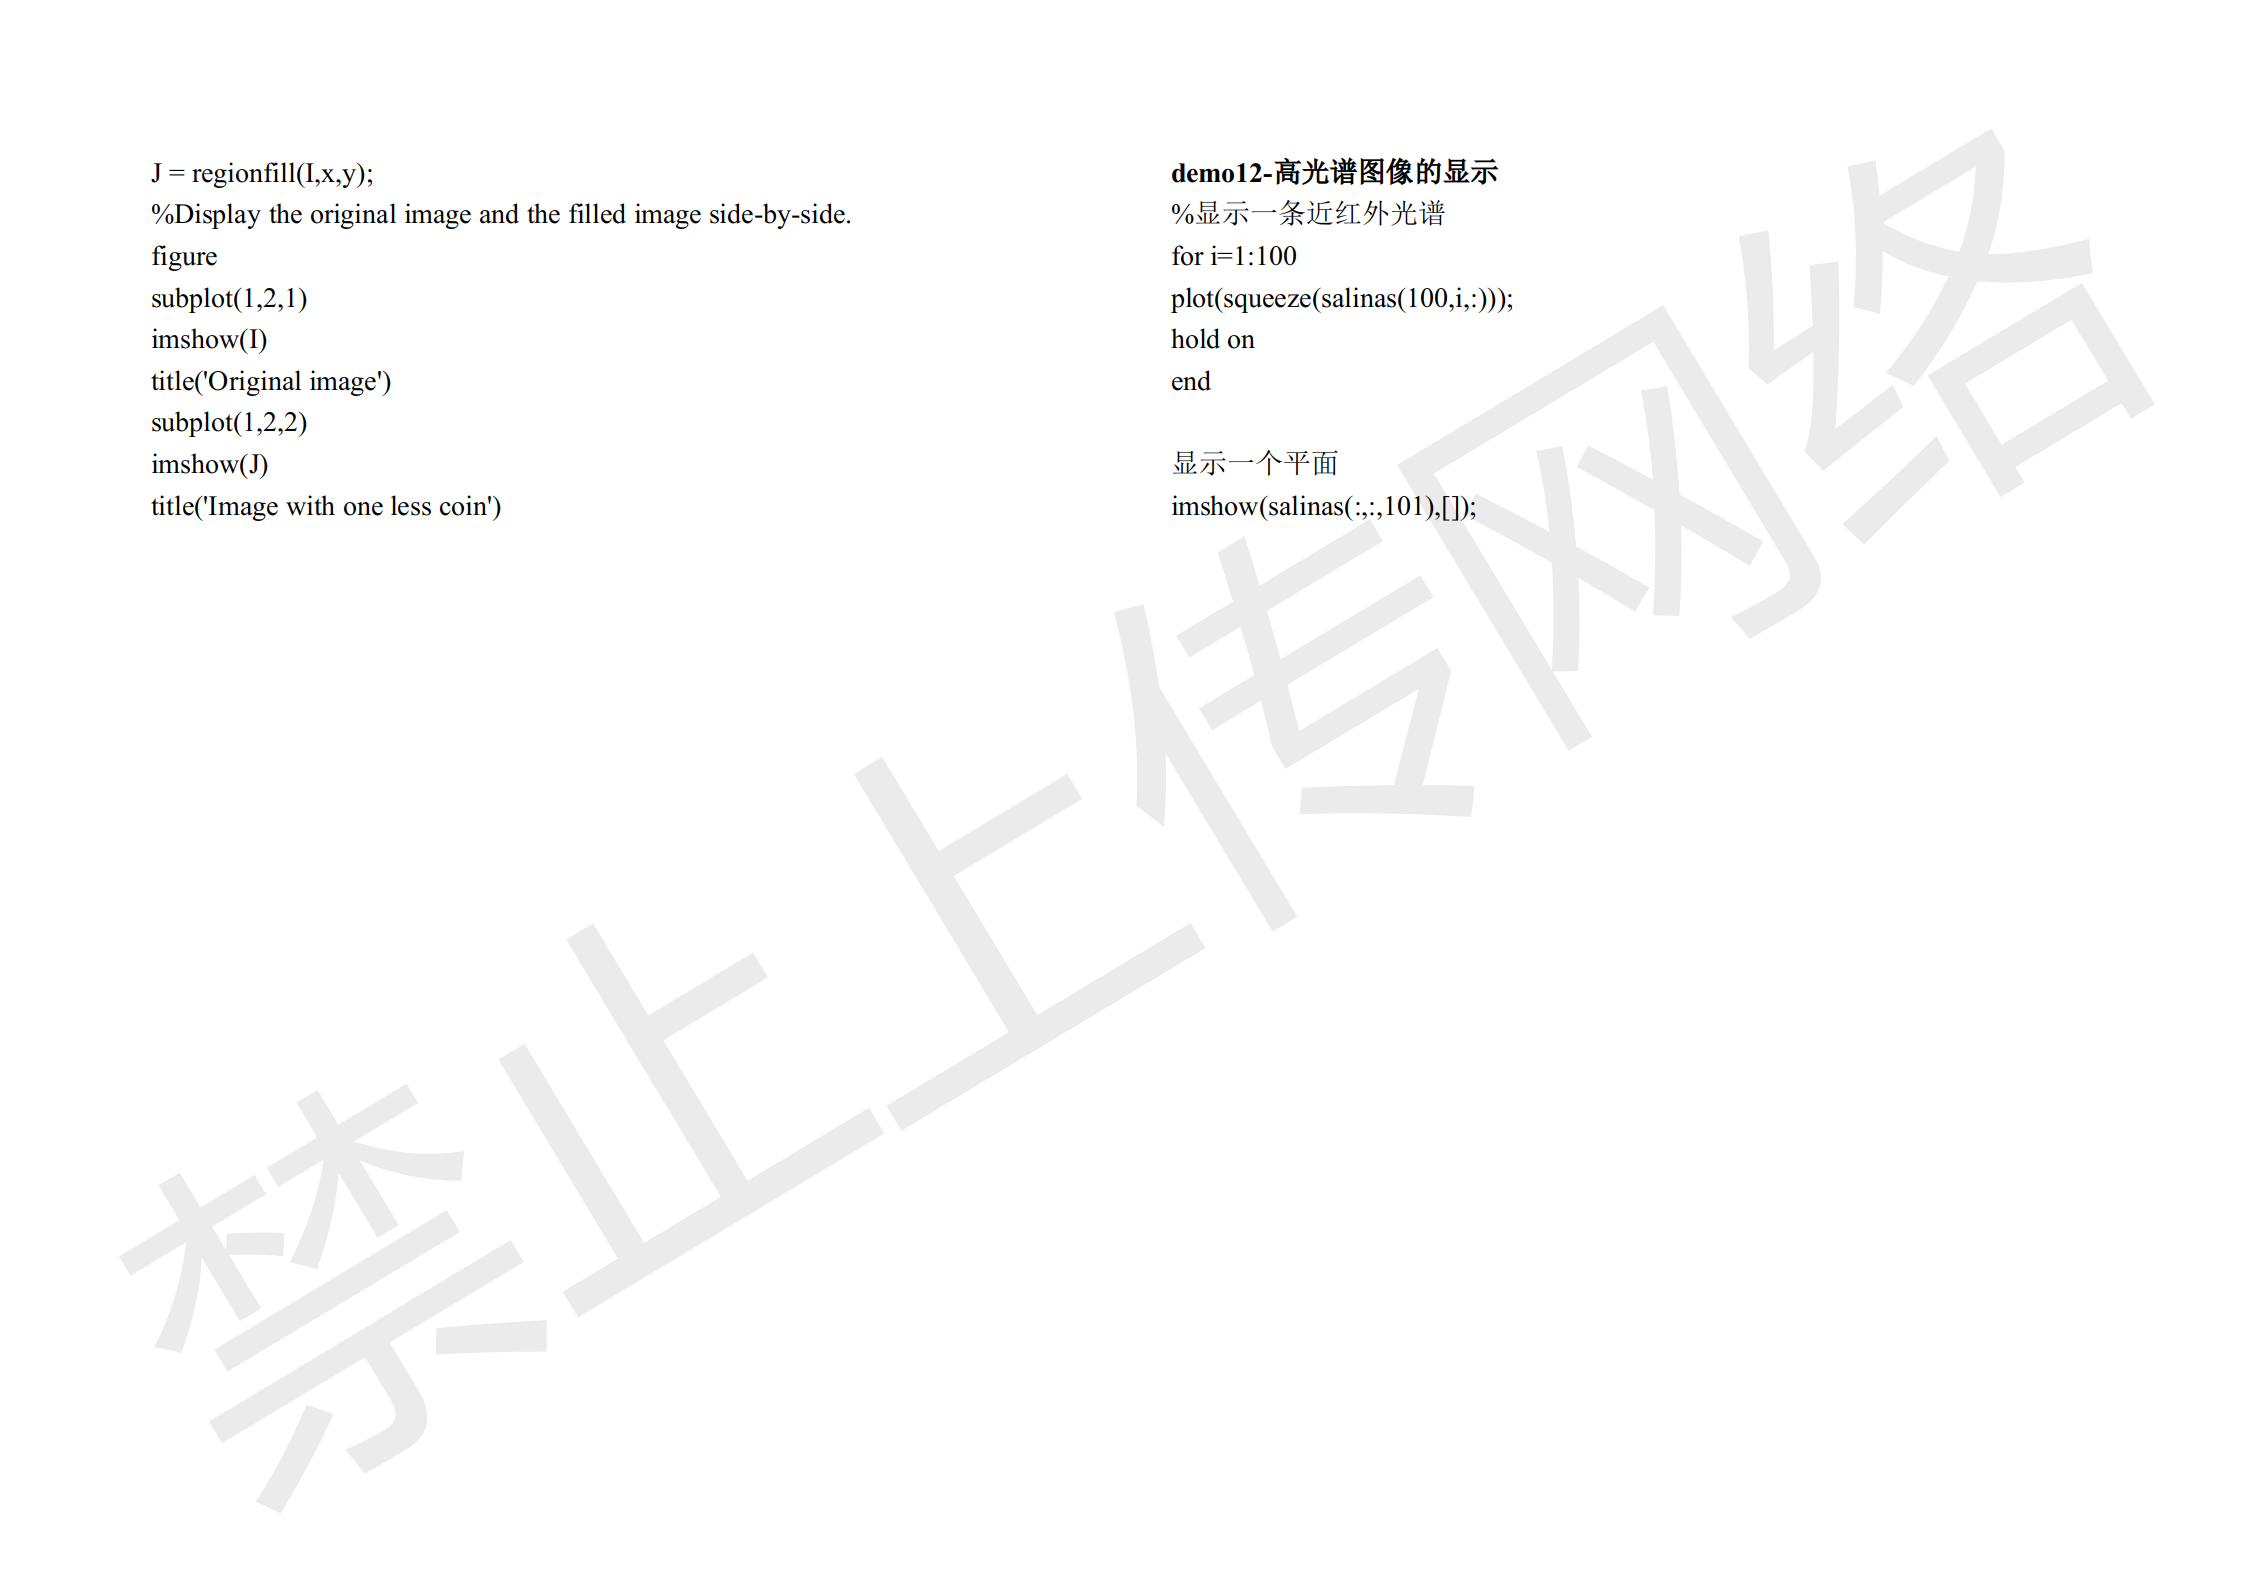 J = regionfill(I,x,y);
%Display the original image and the filled image side-by-side.
figure
subplot(1,2,1)
imshow(I)
title('Original image')
subplot(1,2,2)
imshow(J)
title('Image with one less coin')
demo12-高光谱图像的显示
%显示一条近红外光谱
for i=1:100
plot(squeeze(salinas(100,i,:)));
hold on
end
显示一个平面
imshow(salinas(:,:,101),[]);
禁止上传网络